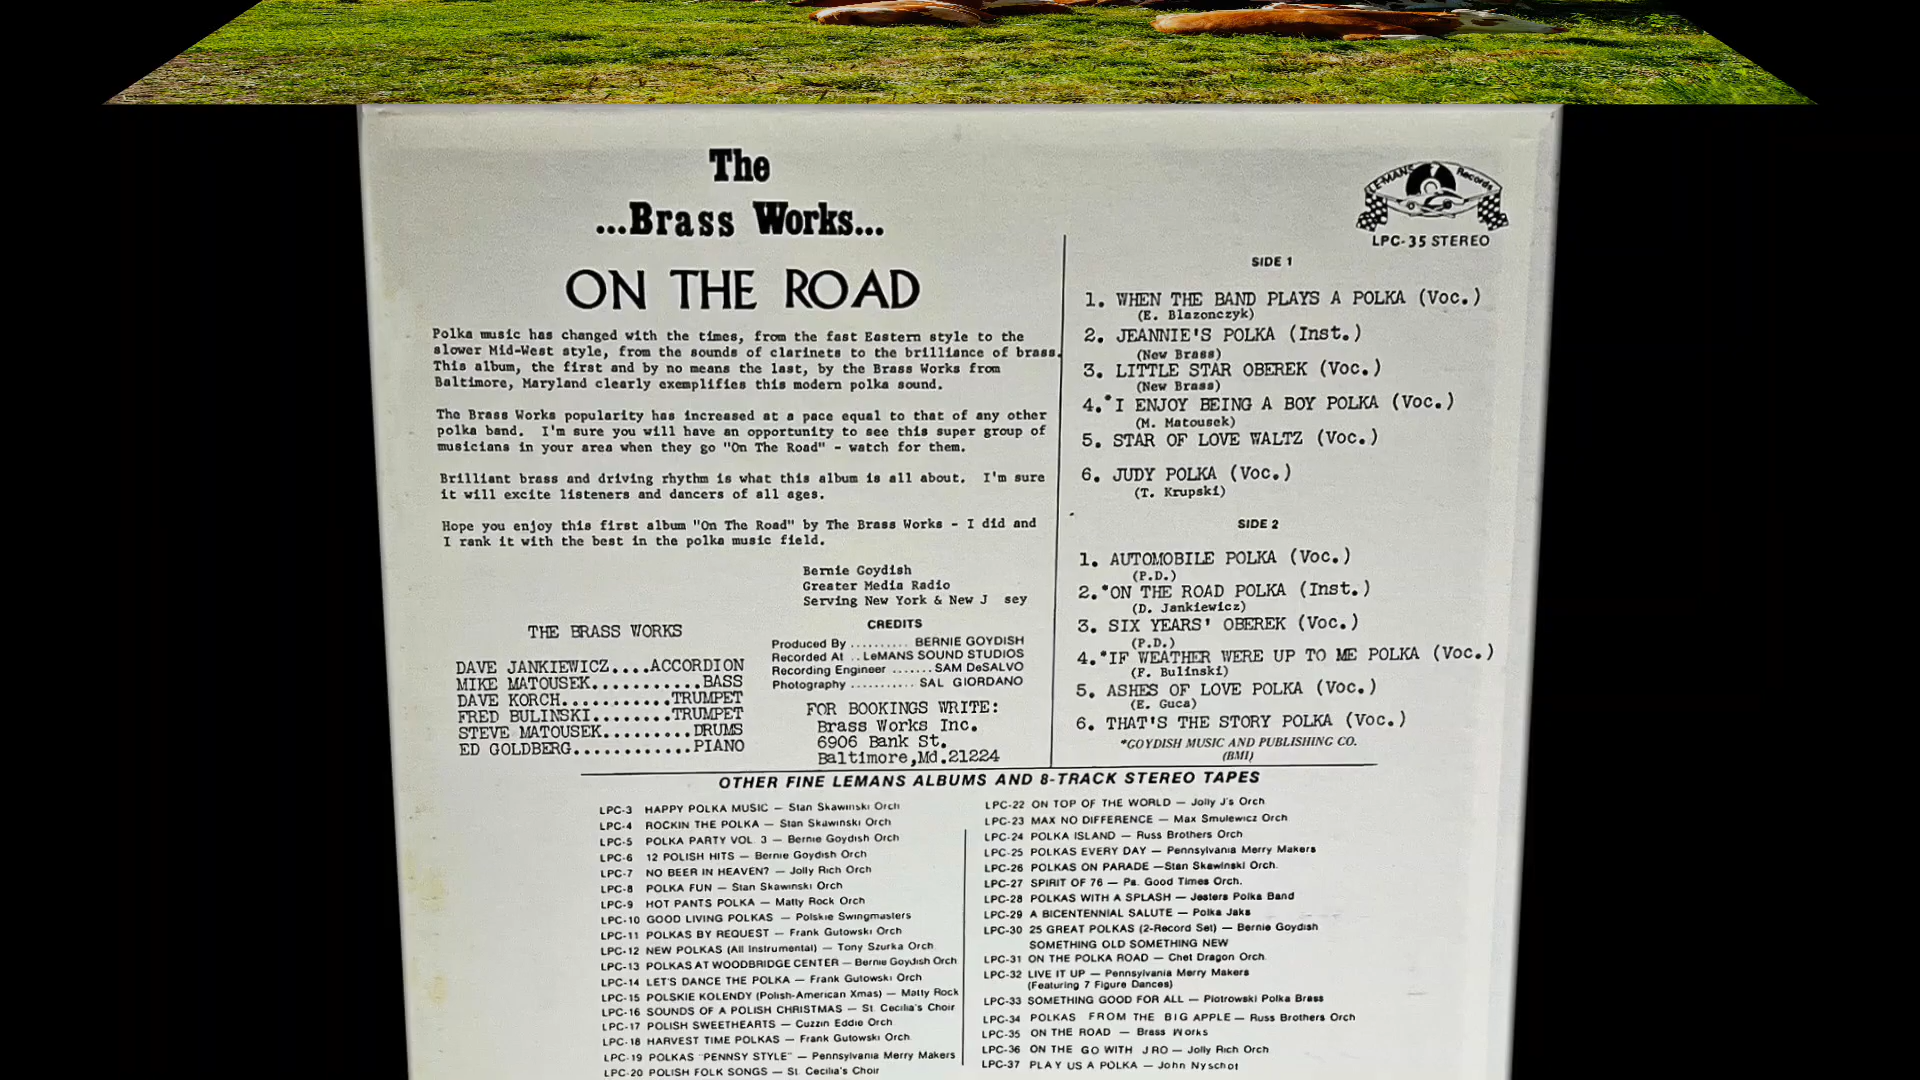 The
...Brass Works...
ON THE ROAD
Polka music has changed with the times, from the fast Eastern style to the
slower Mid-West style, from the sounds of clarinets to the brilliance of brass.
This album, the first and by no means the last, by the Brass Works from
Baltimore, Maryland clearly exemplifies this modern polka sound.
The Brass Works popularity has increased at a pace equal to that of any other
polka band. I'm sure you will have an opportunity to see this super group of
musicians in your area when they go "On The Road" - watch for them.
Brilliant brass and driving rhythm is what this album is all about. I'm sure
it will excite listeners and dancers of all ages.
Hope you enjoy this first album "On The Road" by The Brass Works - I did and
I rank it with the best in the polka music field.
Bernie Goydish
Greater Media Radio
Serving New York & New J sey
THE BRASS WORKS
DAVE JANKIEWICZ....ACCORDION
MIKE MATOUSEK...........BASS
DAVE KORCH...........TRUMPET
FRED BULINSKI........TRUMPET
STEVE MATOUSEK.........DRUMS
ED GOLDBERG............PIANO
CREDITS
Produced By .......... BERNIE GOYDISH
Recorded At ..LeMANS SOUND STUDIOS
Recording Engineer .......SAM DeSALVO
Photography ........... SAL GIORDANO
FOR BOOKINGS WRITE:
Brass Works Inc.
6906 Bank St.
Baltimore,Md.21224
LE-MANS Records
LPC-35 STEREO
SIDE 1
1. WHEN THE BAND PLAYS A POLKA (Voc.)
(E. Blazonczyk)
2. JEANNIE'S POLKA (Inst.)
(New Brass)
3. LITTLE STAR OBEREK (Voc.)
(New Brass)
4.*I ENJOY BEING A BOY POLKA (Voc.)
(M. Matousek)
5. STAR OF LOVE WALTZ (Voc.)
6. JUDY POLKA (Voc.)
(T. Krupski)
SIDE 2
1. AUTOMOBILE POLKA (Voc.)
(P.D.)
2.*ON THE ROAD POLKA (Inst.)
(D. Jankiewicz)
3. SIX YEARS' OBEREK (Voc.)
(P.D.)
4.*IF WEATHER WERE UP TO ME POLKA (Voc.)
(F. Bulinski)
5. ASHES OF LOVE POLKA (Voc.)
(E. Guca)
6. THAT'S THE STORY POLKA (Voc.)
*GOYDISH MUSIC AND PUBLISHING CO.
(BMI)
OTHER FINE LEMANS ALBUMS AND 8-TRACK STEREO TAPES
LPC-3 HAPPY POLKA MUSIC — Stan Skawinski Orch
LPC-4 ROCKIN THE POLKA — Stan Skawinski Orch
LPC-5 POLKA PARTY VOL. 3 — Bernie Goydish Orch
LPC-6 12 POLISH HITS — Bernie Goydish Orch
LPC-7 NO BEER IN HEAVEN? — Jolly Rich Orch
LPC-8 POLKA FUN — Stan Skawinski Orch
LPC-9 HOT PANTS POLKA — Matty Rock Orch
LPC-10 GOOD LIVING POLKAS — Polskie Swingmasters
LPC-11 POLKAS BY REQUEST — Frank Gutowski Orch
LPC-12 NEW POLKAS (All Instrumental) — Tony Szurka Orch.
LPC-13 POLKAS AT WOODBRIDGE CENTER — Bernie Goydish Orch
LPC-14 LET'S DANCE THE POLKA — Frank Gutowski Orch
LPC-15 POLSKIE KOLENDY (Polish-American Xmas) — Matty Rock
LPC-16 SOUNDS OF A POLISH CHRISTMAS — St. Cecilia's Choir
LPC-17 POLISH SWEETHEARTS — Cuzzin Eddie Orch
LPC-18 HARVEST TIME POLKAS — Frank Gutowski Orch.
LPC-19 POLKAS "PENNSY STYLE" — Pennsylvania Merry Makers
LPC-20 POLISH FOLK SONGS — St. Cecilia's Choir
LPC-22 ON TOP OF THE WORLD — Jolly J's Orch
LPC-23 MAX NO DIFFERENCE — Max Smulewicz Orch
LPC-24 POLKA ISLAND — Russ Brothers Orch
LPC-25 POLKAS EVERY DAY — Pennsylvania Merry Makers
LPC-26 POLKAS ON PARADE —Stan Skawinski Orch.
LPC-27 SPIRIT OF 76 — Pa. Good Times Orch.
LPC-28 POLKAS WITH A SPLASH — Jesters Polka Band
LPC-29 A BICENTENNIAL SALUTE — Polka Jaks
LPC-30 25 GREAT POLKAS (2-Record Set) — Bernie Goydish
SOMETHING OLD SOMETHING NEW
LPC-31 ON THE POLKA ROAD — Chet Dragon Orch.
LPC-32 LIVE IT UP — Pennsylvania Merry Makers
(Featuring 7 Figure Dances)
LPC-33 SOMETHING GOOD FOR ALL — Piotrowski Polka Brass
LPC-34 POLKAS FROM THE BIG APPLE — Russ Brothers Orch
LPC-35 ON THE ROAD — Brass Works
LPC-36 ON THE GO WITH JRO — Jolly Rich Orch
LPC-37 PLAY US A POLKA — John Nyschot